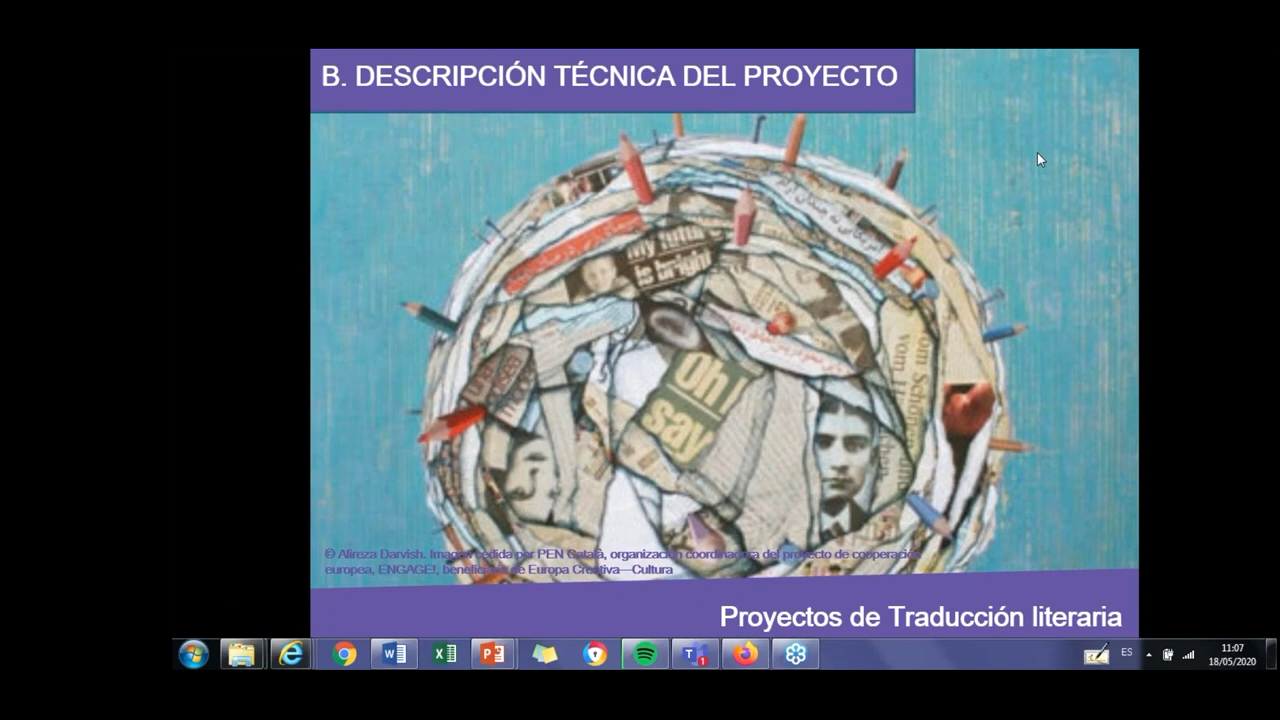 B. DESCRIPCIÓN TÉCNICA DEL PROYECTO
my
is bright
Oh!
say
vom
© Alireza Darvish. Imagen cedida por PEN Català, organización coordinadora del proyecto de cooperación
europea, ENGAGE!, beneficiario de Europa Creativa—Cultura
Proyectos de Traducción literaria
ES
11:07
18/05/2020